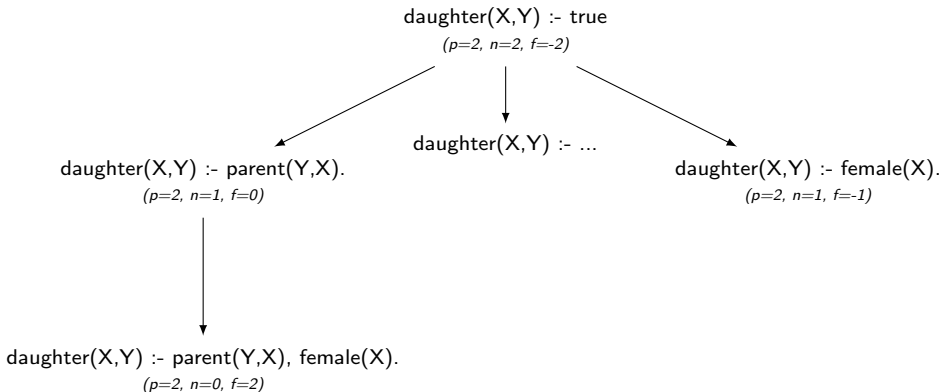 daughter(X,Y) :- true
(p=2, n=2, f=-2)
daughter(X,Y) :- ...
daughter(X,Y) :- parent(Y,X).
(p=2, n=1, f=0)
daughter(X,Y) :- female(X).
(p=2, n=1, f=-1)
daughter(X,Y) :- parent(Y,X), female(X).
(p=2, n=0, f=2)